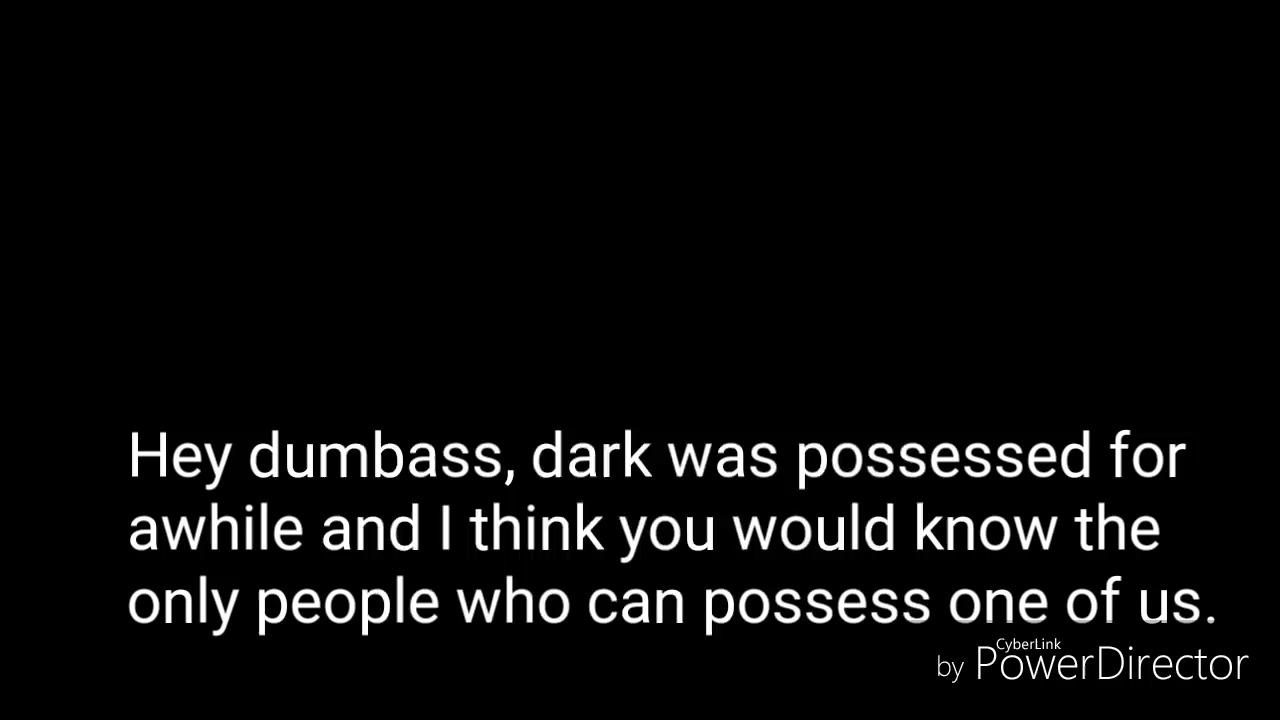 Hey dumbass, dark was possessed for
awhile and I think you would know the
only people who can possess one of us.
CyberLink
by PowerDirector